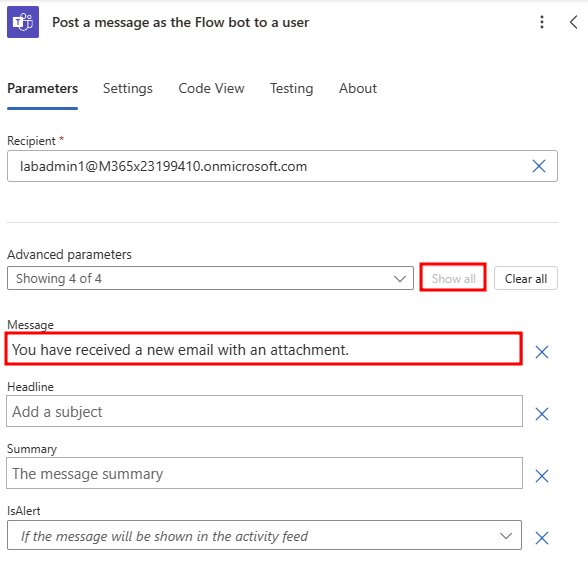 Post a message as the Flow bot to a user
Parameters Settings Code View Testing About
Recipient *
labadmin1@M365x23199410.onmicrosoft.com
Advanced parameters
Showing 4 of 4 Show all Clear all
Message
You have received a new email with an attachment.
Headline
Add a subject
Summary
The message summary
IsAlert
If the message will be shown in the activity feed